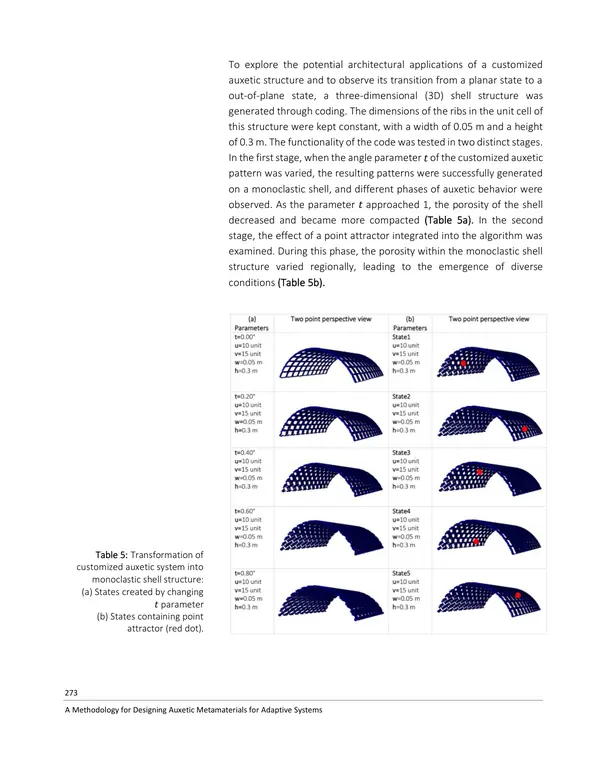 To explore the potential architectural applications of a customized
auxetic structure and to observe its transition from a planar state to a
out-of-plane state, a three-dimensional (3D) shell structure was
generated through coding. The dimensions of the ribs in the unit cell of
this structure were kept constant, with a width of 0.05 m and a height
of 0.3 m. The functionality of the code was tested in two distinct stages.
In the first stage, when the angle parameter t of the customized auxetic
pattern was varied, the resulting patterns were successfully generated
on a monoclastic shell, and different phases of auxetic behavior were
observed. As the parameter t approached 1, the porosity of the shell
decreased and became more compacted (Table 5a). In the second
stage, the effect of a point attractor integrated into the algorithm was
examined. During this phase, the porosity within the monoclastic shell
structure varied regionally, leading to the emergence of diverse
conditions (Table 5b).
(a)
Parameters
Two point perspective view
(b)
Parameters
Two point perspective view
t=0.00°
u=10 unit
v=15 unit
w=0.05 m
h=0.3 m
State1
u=10 unit
v=15 unit
w=0.05 m
h=0.3 m
t=0.20°
u=10 unit
v=15 unit
w=0.05 m
h=0.3 m
State2
u=10 unit
v=15 unit
w=0.05 m
h=0.3 m
t=0.40°
u=10 unit
v=15 unit
w=0.05 m
h=0.3 m
State3
u=10 unit
v=15 unit
w=0.05 m
h=0.3 m
t=0.60°
u=10 unit
v=15 unit
w=0.05 m
h=0.3 m
State4
u=10 unit
v=15 unit
w=0.05 m
h=0.3 m
t=0.80°
u=10 unit
v=15 unit
w=0.05 m
h=0.3 m
State5
u=10 unit
v=15 unit
w=0.05 m
h=0.3 m
Table 5: Transformation of
customized auxetic system into
monoclastic shell structure:
(a) States created by changing
t parameter
(b) States containing point
attractor (red dot).
273
A Methodology for Designing Auxetic Metamaterials for Adaptive Systems